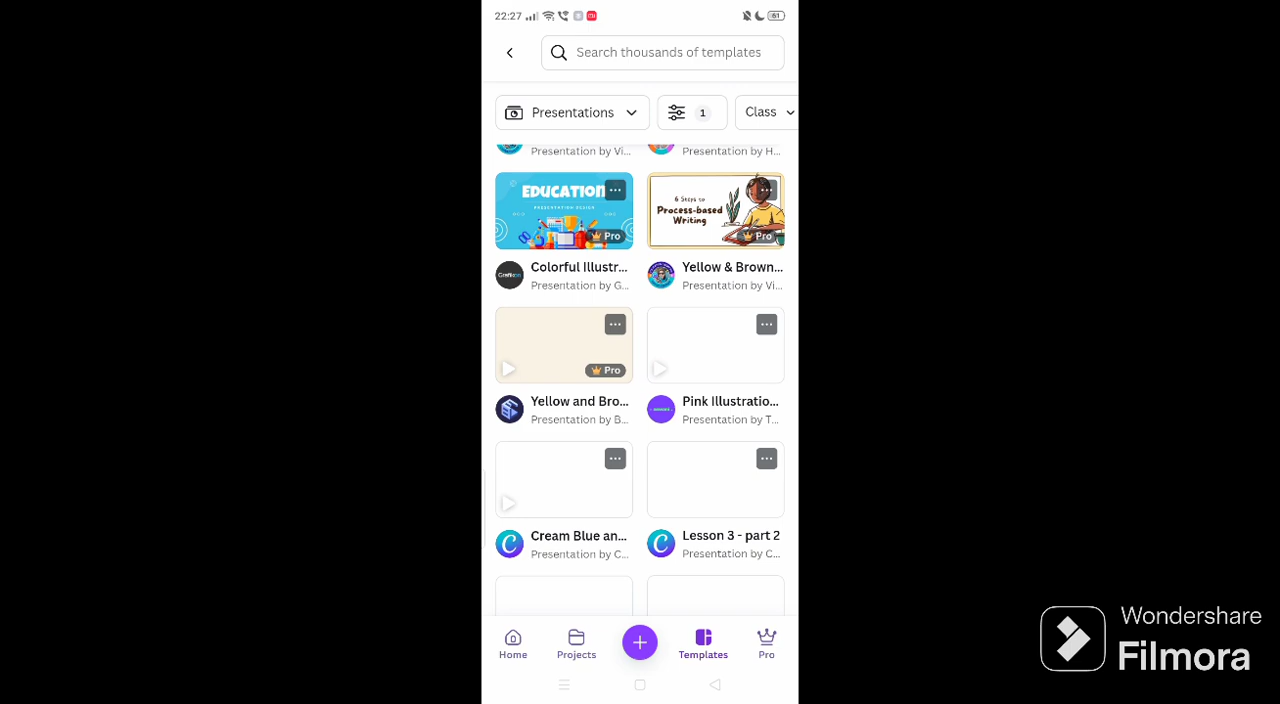 22:27
61
Search thousands of templates
Presentations
1
Class
Presentation by Vi...
Presentation by H...
EDUCATION
PRESENTATION DESIGN
Pro
6 Steps to
Process-based
Writing
Pro
Colorful Illustr...
Presentation by G...
Yellow & Brown...
Presentation by Vi...
Pro
Yellow and Bro...
Presentation by B...
Pink Illustratio...
Presentation by T...
Cream Blue an...
Presentation by C...
Lesson 3 - part 2
Presentation by C...
Home
Projects
Templates
Pro
Wondershare
Filmora